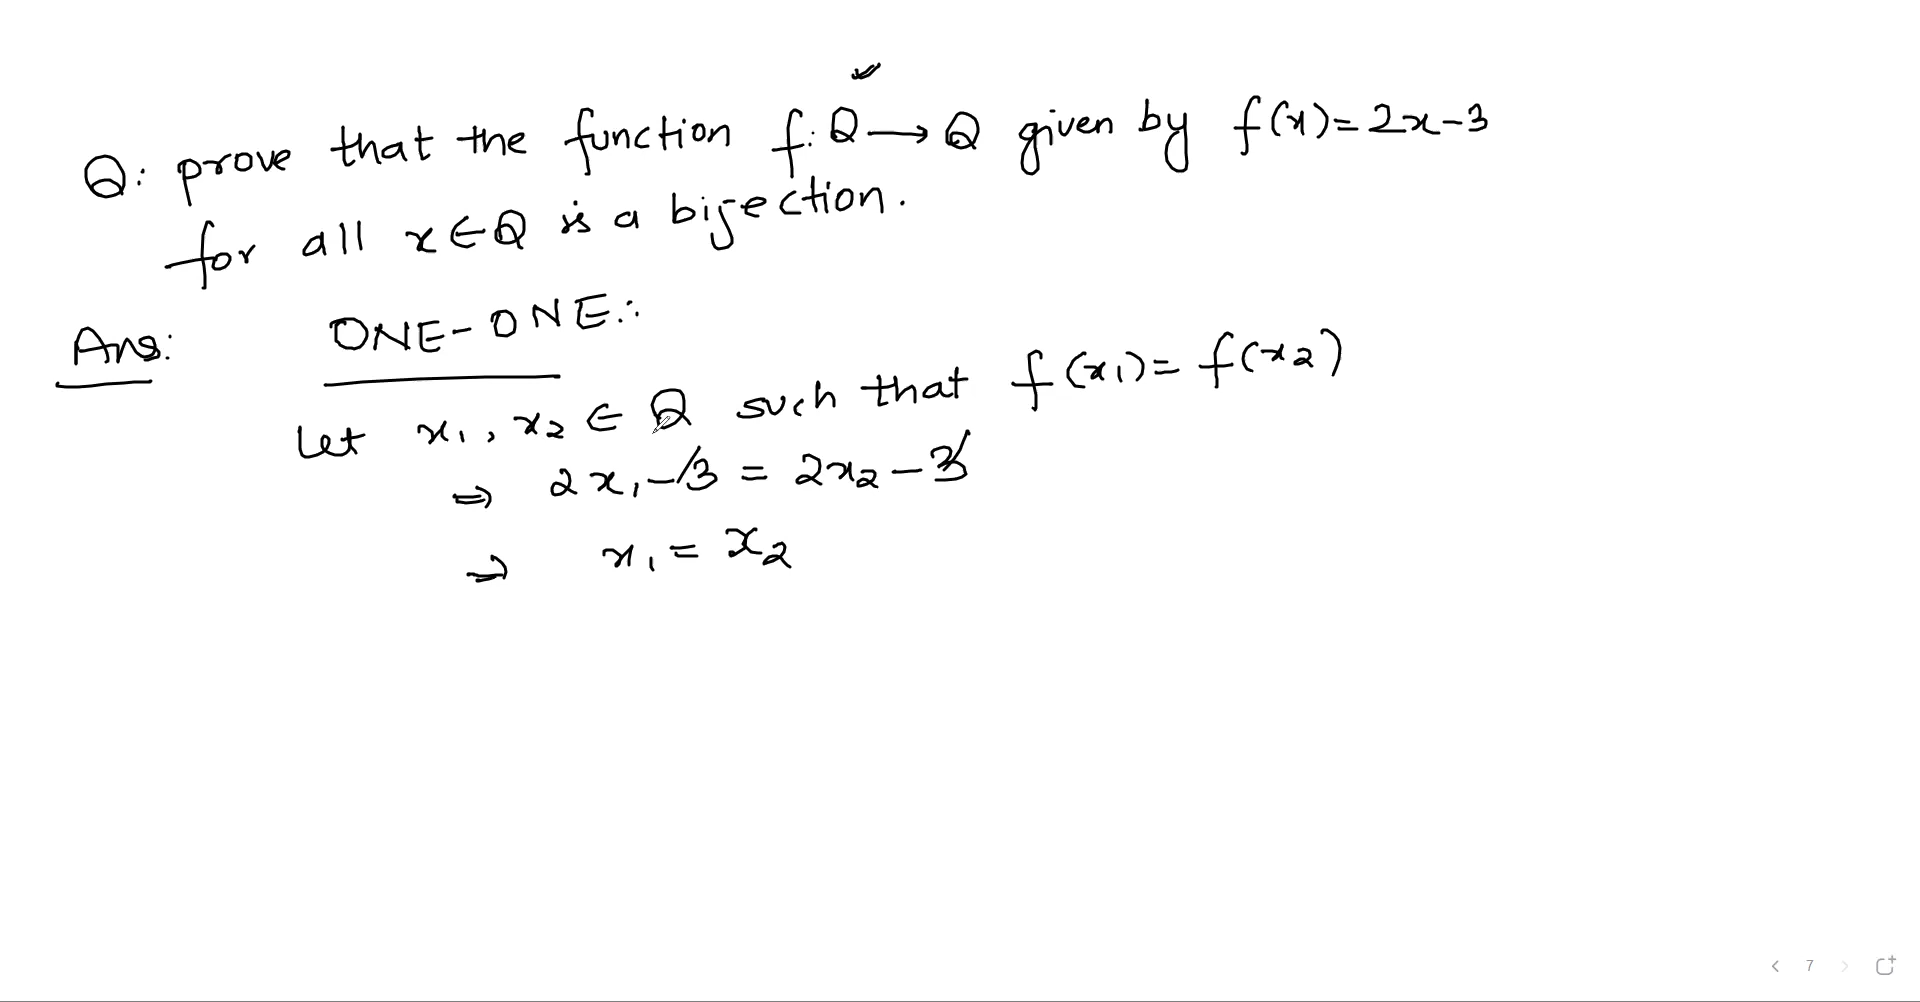 Q: prove that the function f: Q → Q given by f(x) = 2x - 3
for all x ∈ Q is a bijection.
Ans: ONE-ONE:.
Let x₁, x₂ ∈ Q such that f(x₁) = f(x₂)
⇒ 2x₁ - 3 = 2x₂ - 3
⇒ x₁ = x₂
7